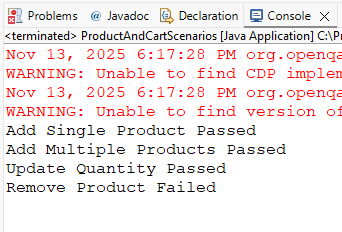 Problems @ Javadoc Declaration Console ×
<terminated> ProductAndCartScenarios [Java Application] C:\Pro
Nov 13, 2025 6:17:28 PM org.openqa
WARNING: Unable to find CDP implem
Nov 13, 2025 6:17:28 PM org.openqa
WARNING: Unable to find version of
Add Single Product Passed
Add Multiple Products Passed
Update Quantity Passed
Remove Product Failed